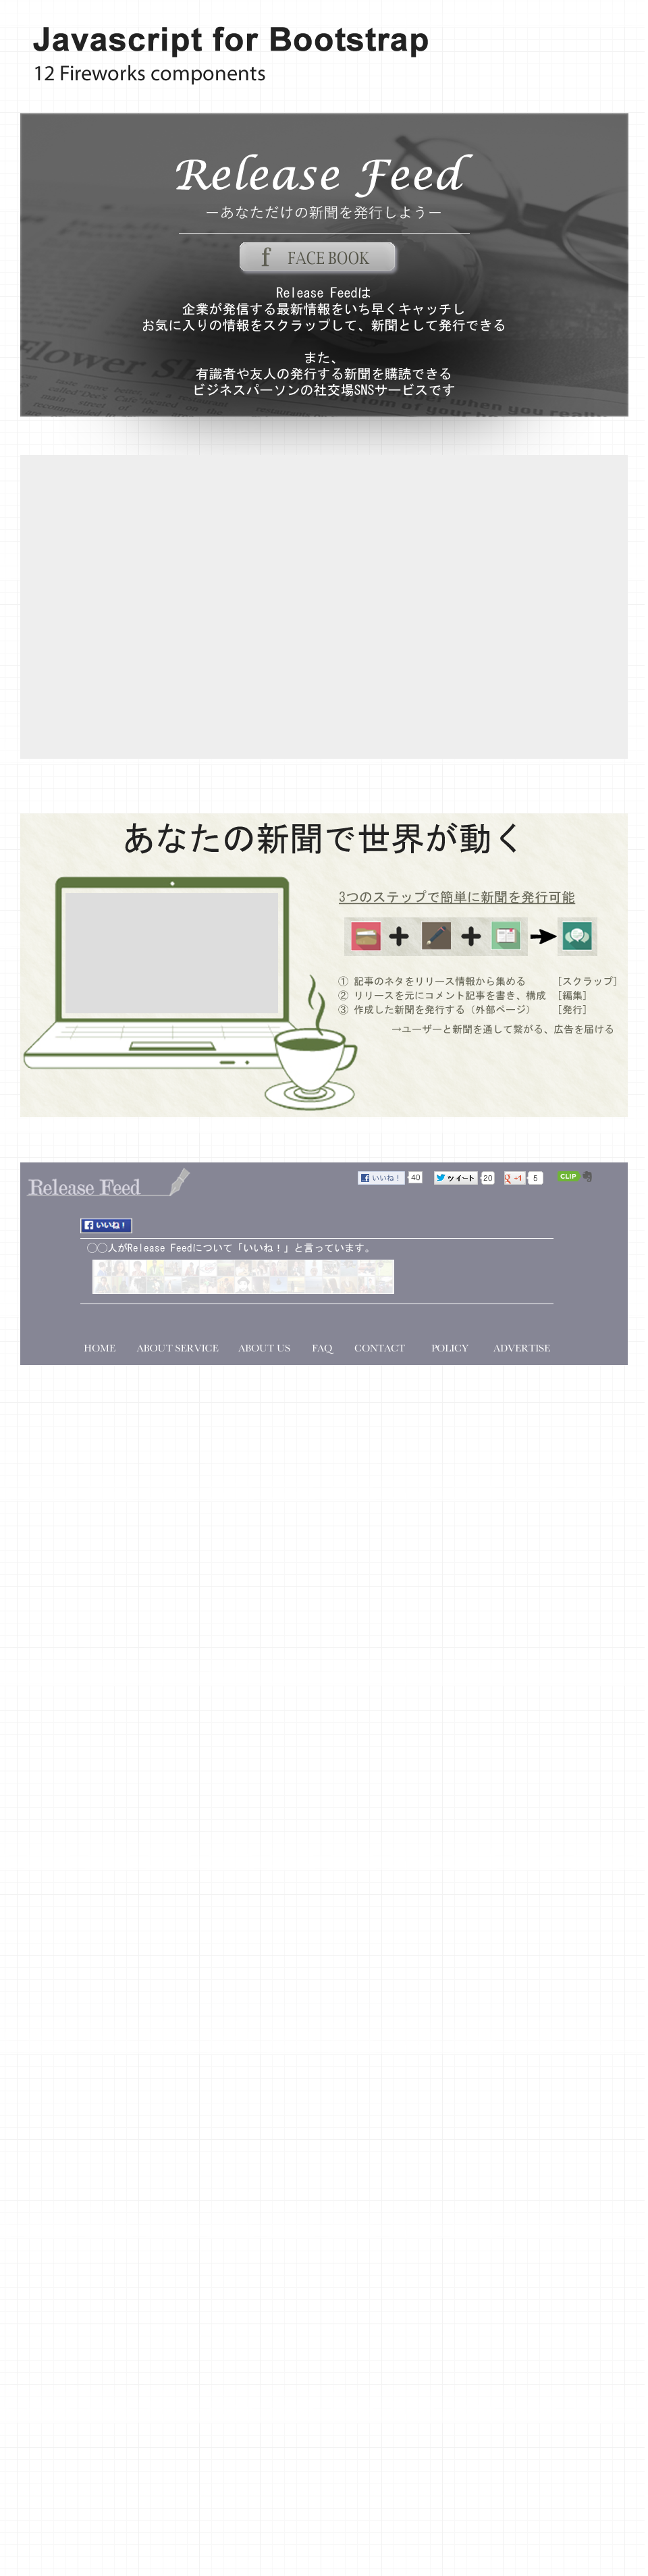 Javascript for Bootstrap
12 Fireworks components
Release Feed
ーあなただけの新聞を発行しようー
f FACE BOOK
Release Feedは
企業が発信する最新情報をいち早くキャッチし
お気に入りの情報をスクラップして、新聞として発行できる
また、
有識者や友人の発行する新聞を購読できる
ビジネスパーソンの社交場SNSサービスです
あなたの新聞で世界が動く
3つのステップで簡単に新聞を発行可能
① 記事のネタをリリース情報から集める [スクラップ]
② リリースを元にコメント記事を書き、構成 [編集]
③ 作成した新聞を発行する（外部ページ） [発行]
→ユーザーと新聞を通して繋がる、広告を届ける
Release Feed
いいね！ 40 ツイート 20 +1 5 CLIP
いいね！
〇〇人がRelease Feedについて「いいね！」と言っています。
HOME ABOUT SERVICE ABOUT US FAQ CONTACT POLICY ADVERTISE